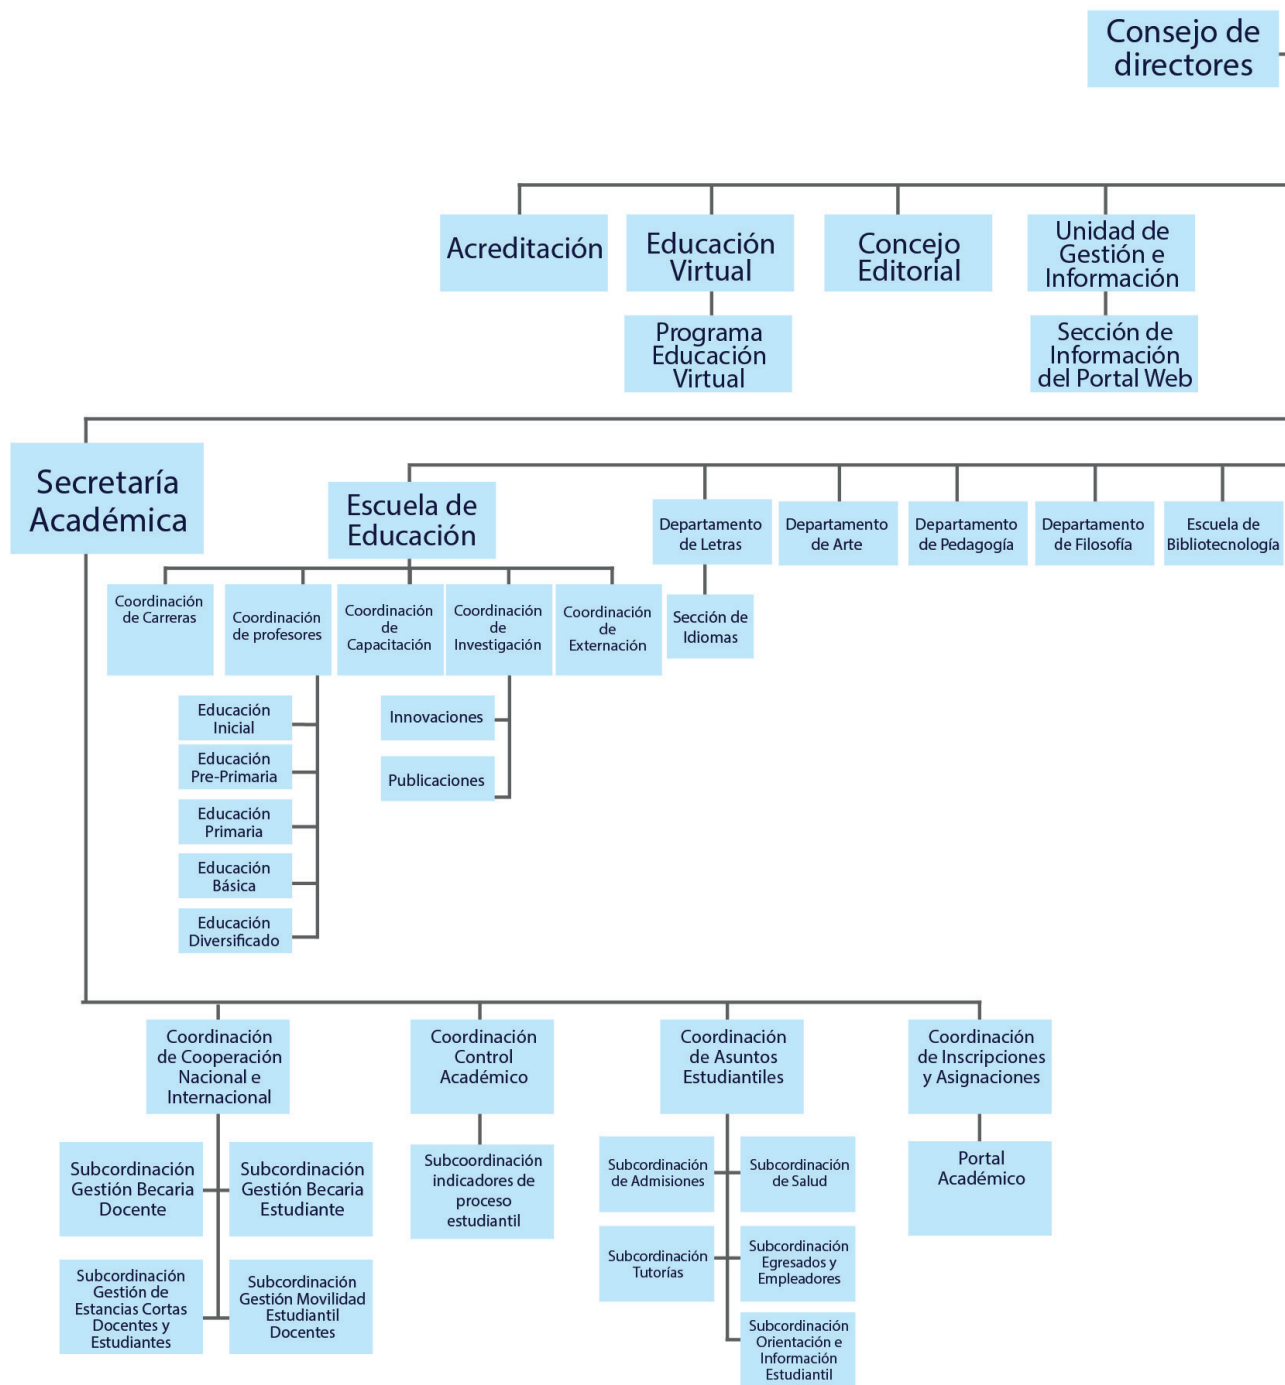 Consejo de
directores
Acreditación
Educación
Virtual
Concejo
Editorial
Unidad de
Gestión e
Información
Programa
Educación
Virtual
Sección de
Información
del Portal Web
Secretaría
Académica
Escuela de
Educación
Departamento
de Letras
Departamento
de Arte
Departamento
de Pedagogía
Departamento
de Filosofía
Escuela de
Bibliotecnología
Coordinación
de Carreras
Coordinación
de profesores
Coordinación
de
Capacitación
Coordinación
de
Investigación
Coordinación
de
Externación
Sección de
Idiomas
Educación
Inicial
Educación
Pre-Primaria
Educación
Primaria
Educación
Básica
Educación
Diversificado
Innovaciones
Publicaciones
Coordinación
de Cooperación
Nacional e
Internacional
Coordinación
Control
Académico
Coordinación
de Asuntos
Estudiantiles
Coordinación
de Inscripciones
y Asignaciones
Subcordinación
Gestión Becaria
Docente
Subcordinación
Gestión Becaria
Estudiante
Subcordinación
Gestión de
Estancias Cortas
Docentes y
Estudiantes
Subcordinación
Gestión Movilidad
Estudiantil
Docentes
Subcoordinación
indicadores de
proceso
estudiantil
Subcordinación
de Admisiones
Subcordinación
de Salud
Subcordinación
Tutorías
Subcordinación
Egresados y
Empleadores
Subcordinación
Orientación e
Información
Estudiantil
Portal
Académico